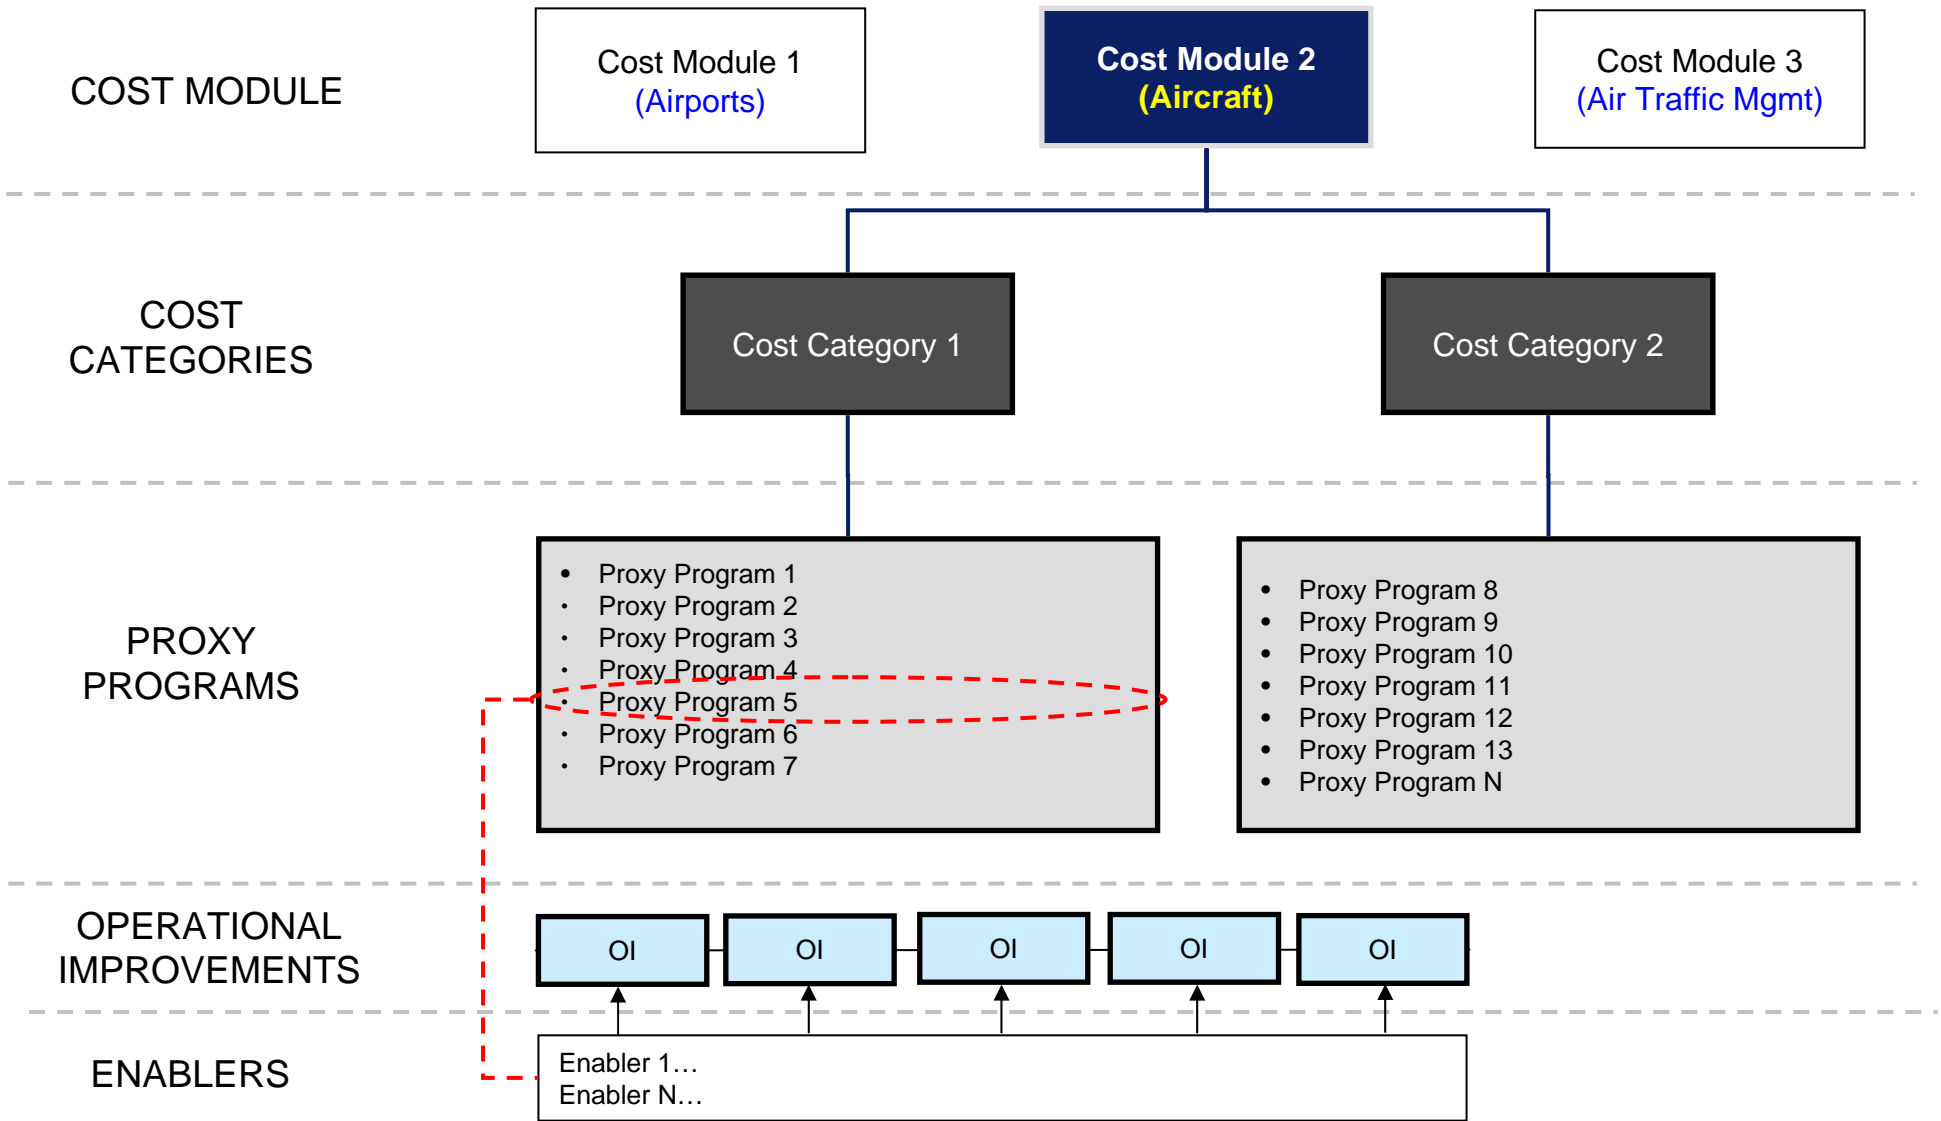 COST MODULE
Cost Module 1
(Airports)
Cost Module 2
(Aircraft)
Cost Module 3
(Air Traffic Mgmt)
COST
CATEGORIES
Cost Category 1
Cost Category 2
PROXY
PROGRAMS
• Proxy Program 1
• Proxy Program 2
• Proxy Program 3
• Proxy Program 4
• Proxy Program 5
• Proxy Program 6
• Proxy Program 7
• Proxy Program 8
• Proxy Program 9
• Proxy Program 10
• Proxy Program 11
• Proxy Program 12
• Proxy Program 13
• Proxy Program N
OPERATIONAL
IMPROVEMENTS
OI
OI
OI
OI
OI
ENABLERS
Enabler 1…
Enabler N…